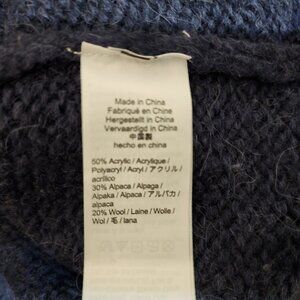 Made in China
Fabriqué en Chine
Hergestellt in China
Vervaardigd in China
中国製
hecho en china
50% Acrylic / Acrylique /
Polyacryl / Acryl / アクリル /
acrílico
30% Alpaca / Alpaga /
Alpaka / Alpaca / アルパカ /
alpaca
20% Wool / Laine / Wolle /
Wol / 毛 / lana